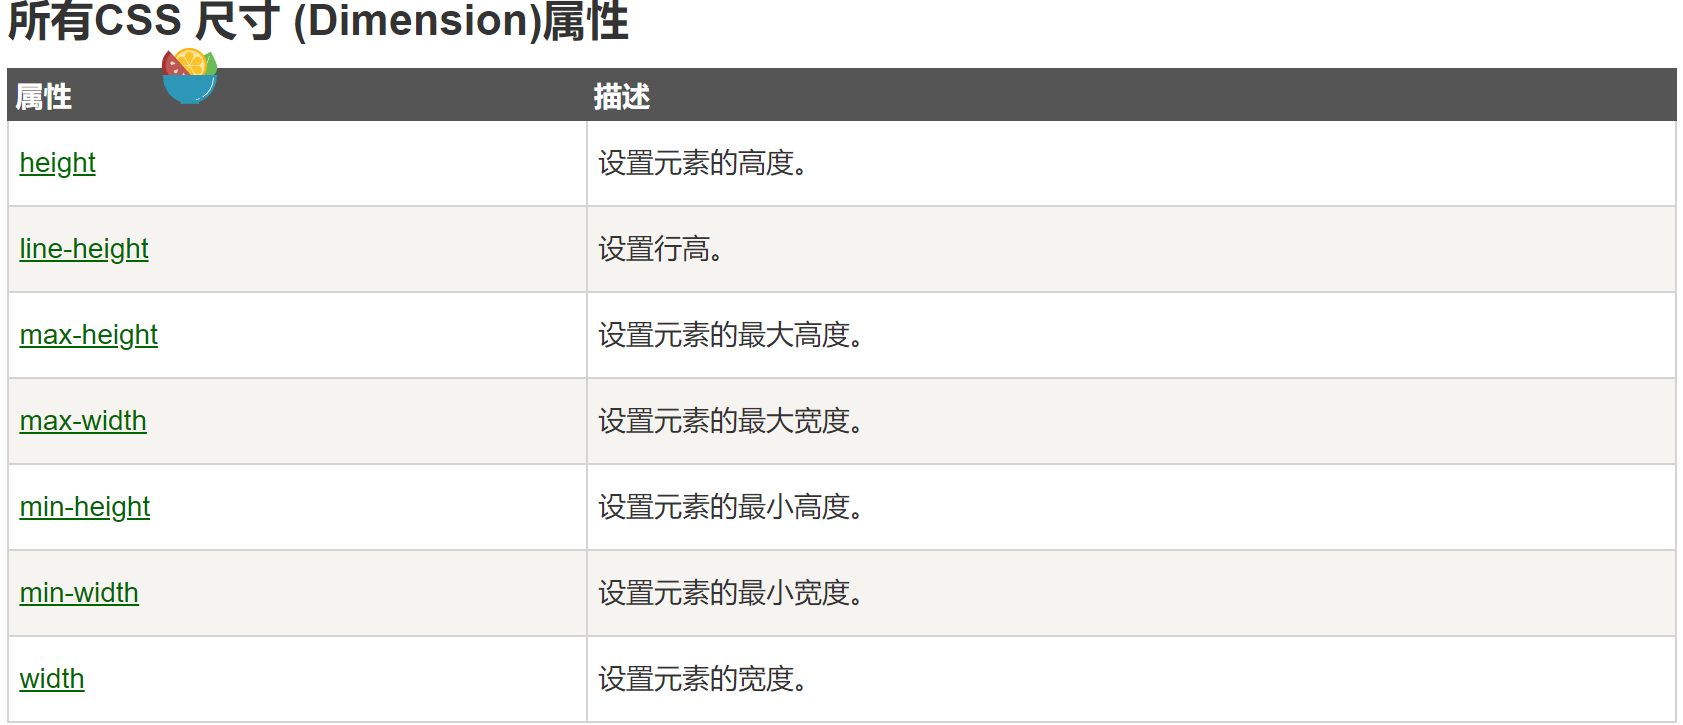 所有CSS 尺寸 (Dimension)属性
属性 描述
height 设置元素的高度。
line-height 设置行高。
max-height 设置元素的最大高度。
max-width 设置元素的最大宽度。
min-height 设置元素的最小高度。
min-width 设置元素的最小宽度。
width 设置元素的宽度。